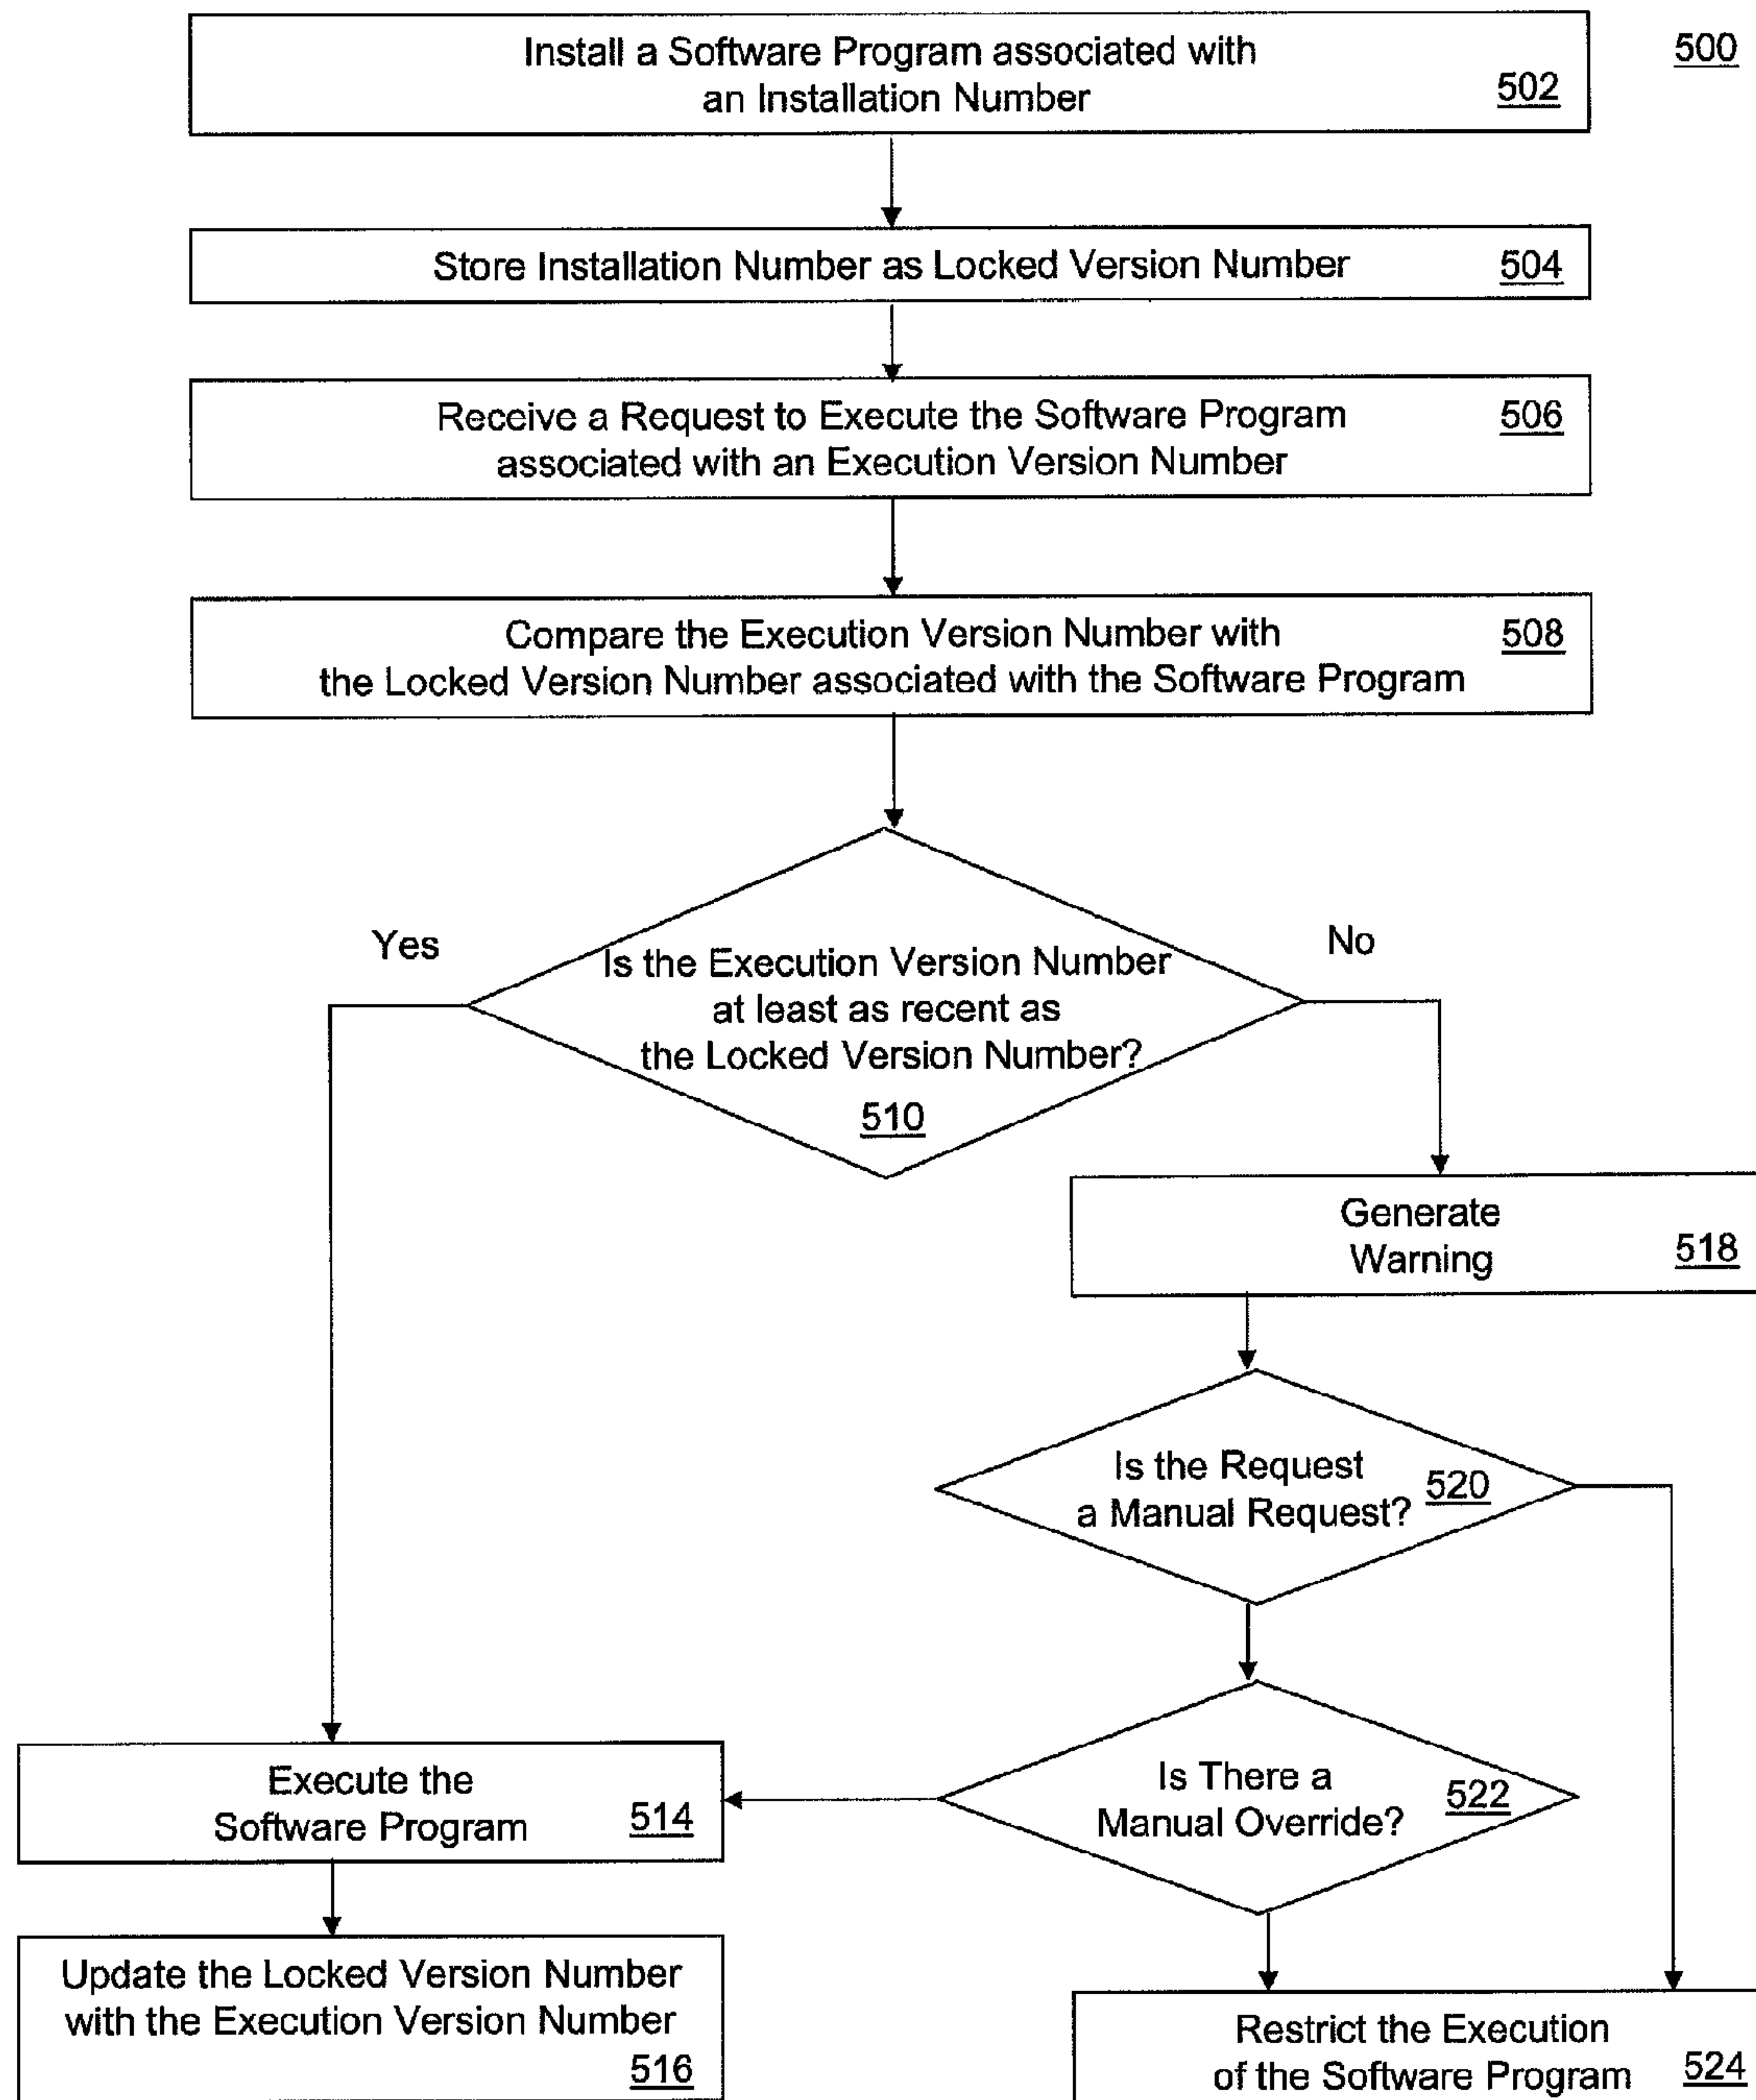 500
Install a Software Program associated with
an Installation Number
502
Store Installation Number as Locked Version Number
504
Receive a Request to Execute the Software Program
associated with an Execution Version Number
506
Compare the Execution Version Number with
the Locked Version Number associated with the Software Program
508
Yes
No
Is the Execution Version Number
at least as recent as
the Locked Version Number?
510
Generate
Warning
518
Is the Request
a Manual Request?
520
Is There a
Manual Override?
522
Execute the
Software Program
514
Update the Locked Version Number
with the Execution Version Number
516
Restrict the Execution
of the Software Program
524